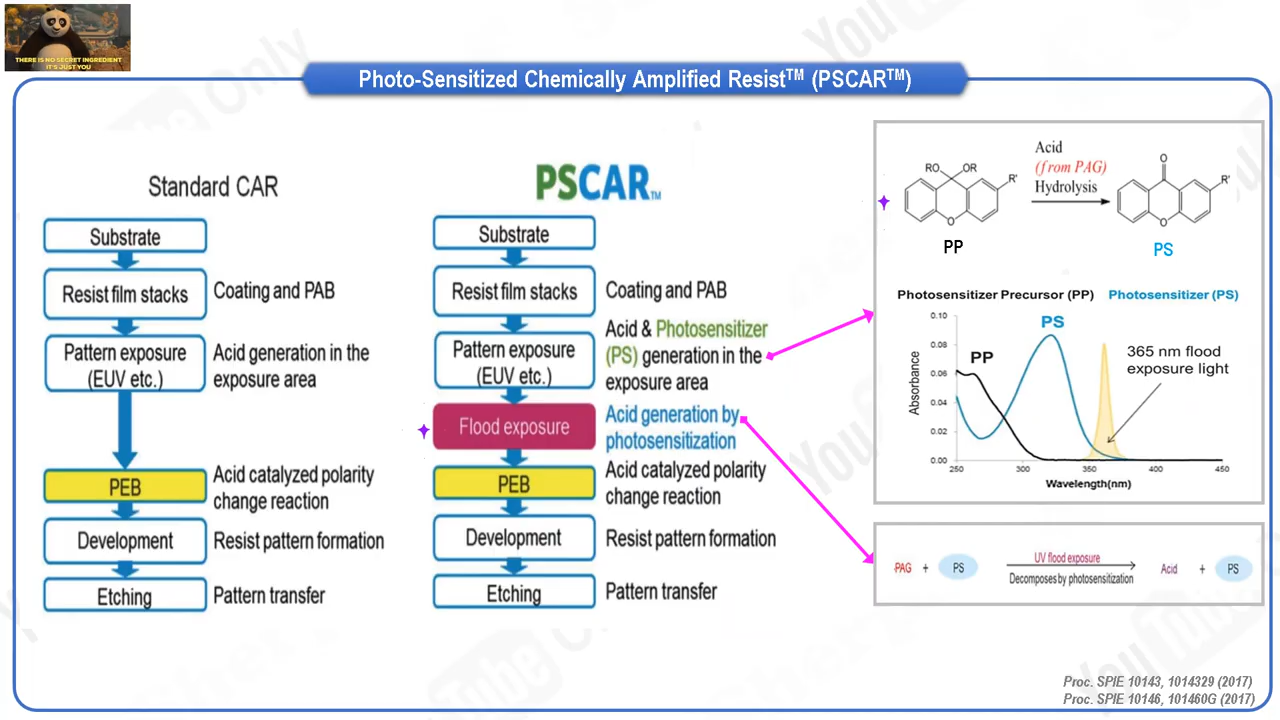 THERE IS NO SECRET INGREDIENT
IT'S JUST YOU
Photo-Sensitized Chemically Amplified Resist™ (PSCAR™)
Standard CAR
Substrate
Resist film stacks
Coating and PAB
Pattern exposure
(EUV etc.)
Acid generation in the
exposure area
PEB
Acid catalyzed polarity
change reaction
Development
Resist pattern formation
Etching
Pattern transfer
PSCAR™
Substrate
Resist film stacks
Coating and PAB
Pattern exposure
(EUV etc.)
Acid & Photosensitizer
(PS) generation in the
exposure area
Flood exposure
Acid generation by
photosensitization
PEB
Acid catalyzed polarity
change reaction
Development
Resist pattern formation
Etching
Pattern transfer
RO OR
R'
O
PP
Acid
(from PAG)
Hydrolysis
O
R'
O
PS
Photosensitizer Precursor (PP)
Photosensitizer (PS)
Absorbance
0.10
0.08
0.06
0.04
0.02
0.00
PP
PS
365 nm flood
exposure light
250 300 350 400 450
Wavelength(nm)
PAG + PS
UV flood exposure
Decomposes by photosensitization
Acid + PS
Proc. SPIE 10143, 1014329 (2017)
Proc. SPIE 10146, 101460G (2017)
YouTube Only
YouTube